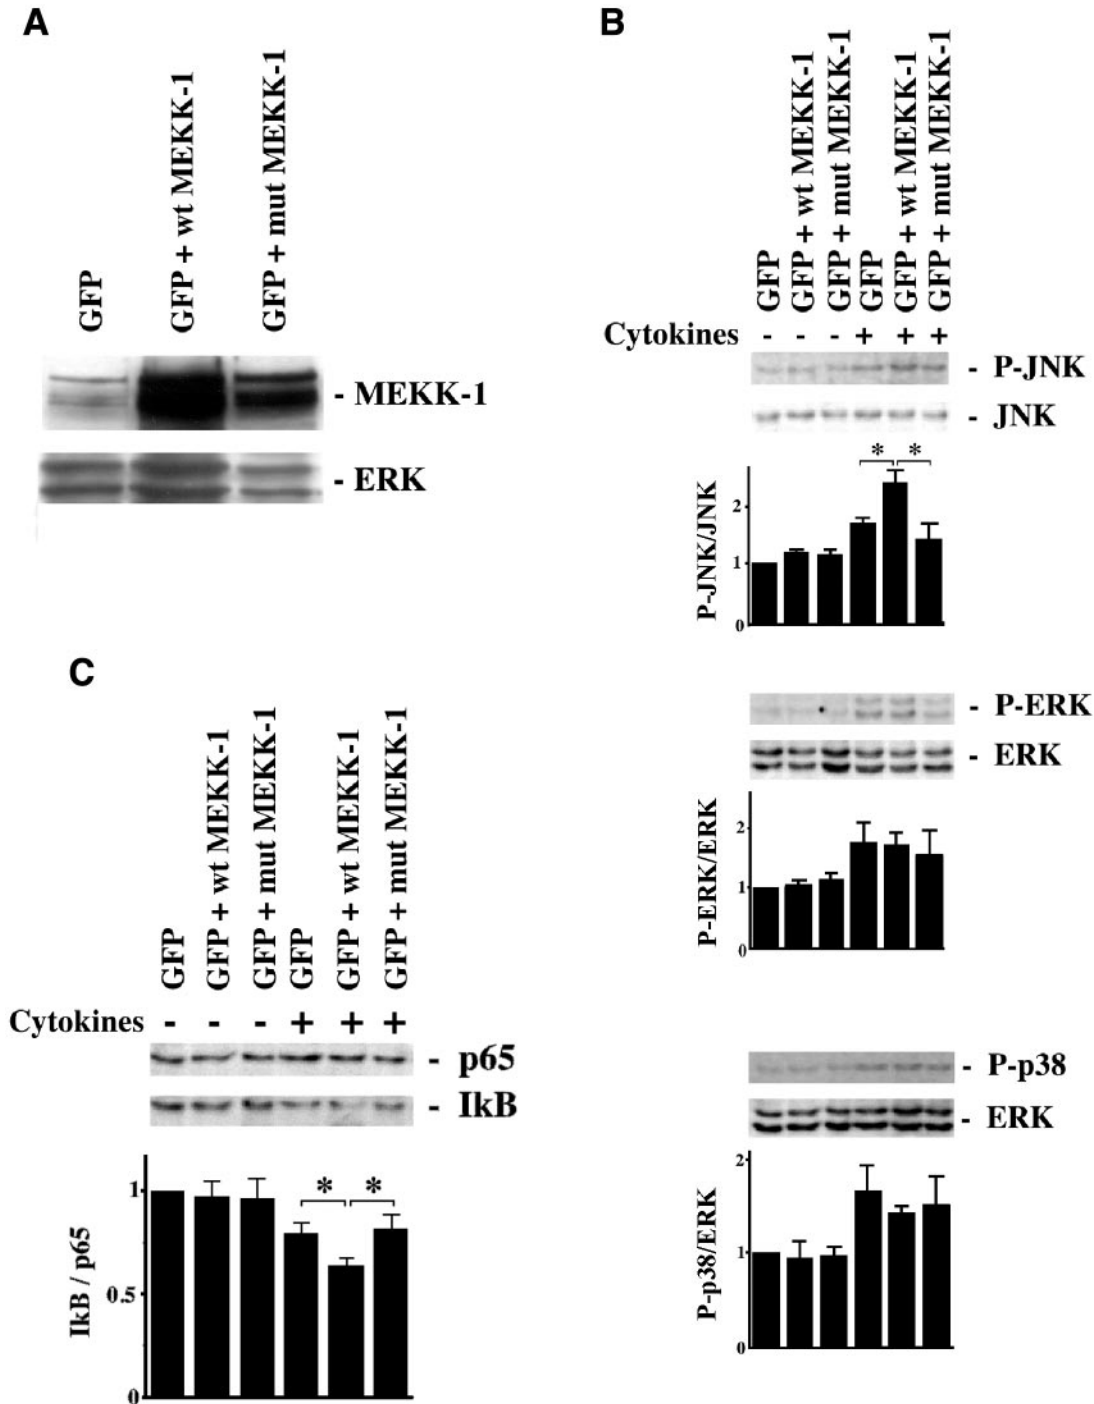 A
GFP
GFP + wt MEKK-1
GFP + mut MEKK-1
- MEKK-1
- ERK
B
GFP
GFP + wt MEKK-1
GFP + mut MEKK-1
GFP
GFP + wt MEKK-1
GFP + mut MEKK-1
Cytokines - - - + + +
- P-JNK
- JNK
* *
P-JNK/JNK
2
1
0
- P-ERK
- ERK
P-ERK/ERK
2
1
0
- P-p38
- ERK
P-p38/ERK
2
1
0
C
GFP
GFP + wt MEKK-1
GFP + mut MEKK-1
GFP
GFP + wt MEKK-1
GFP + mut MEKK-1
Cytokines - - - + + +
- p65
- IkB
* *
IkB / p65
1
0.5
0